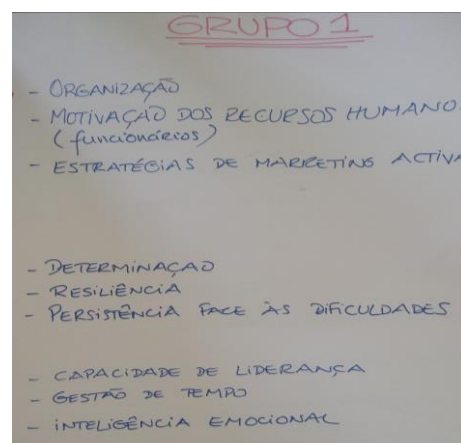 GRUPO 1
- ORGANIZAÇÃO
- MOTIVAÇÃO DOS RECURSOS HUMANO
(funcionários)
- ESTRATÉGIAS DE MARKETING ACTIVA
- DETERMINAÇÃO
- RESILIÊNCIA
- PERSISTÊNCIA FACE ÀS DIFICULDADES
- CAPACIDADE DE LIDERANÇA
- GESTÃO DE TEMPO
- INTELIGÊNCIA EMOCIONAL